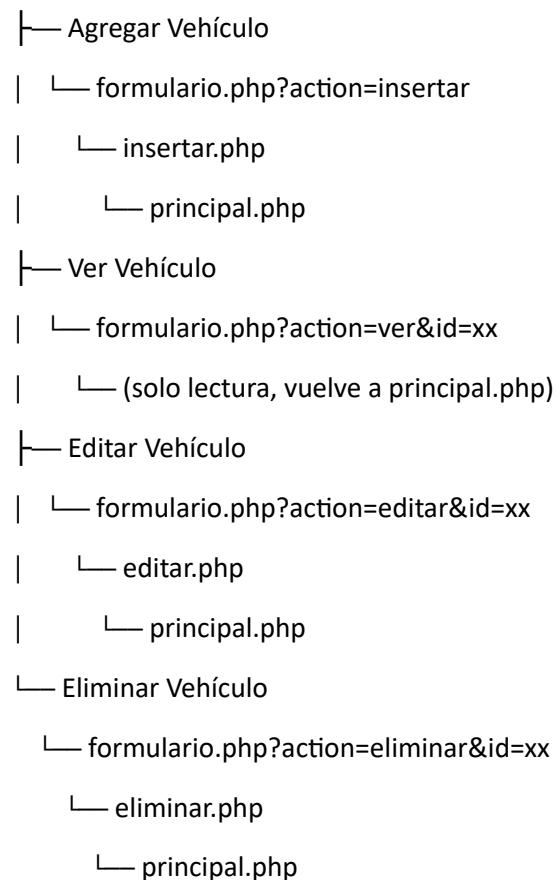 ├── Agregar Vehículo
│ └── formulario.php?action=insertar
│ └── insertar.php
│ └── principal.php
├── Ver Vehículo
│ └── formulario.php?action=ver&id=xx
│ └── (solo lectura, vuelve a principal.php)
├── Editar Vehículo
│ └── formulario.php?action=editar&id=xx
│ └── editar.php
│ └── principal.php
└── Eliminar Vehículo
└── formulario.php?action=eliminar&id=xx
└── eliminar.php
└── principal.php